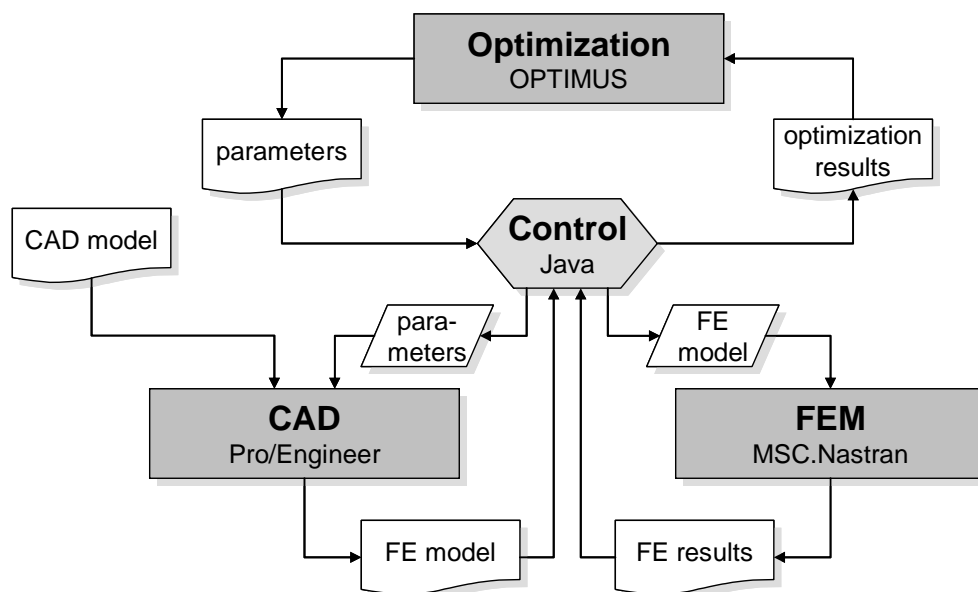 Optimization
OPTIMUS
parameters
optimization
results
CAD model
Control
Java
para-
meters
FE
model
CAD
Pro/Engineer
FEM
MSC.Nastran
FE model
FE results